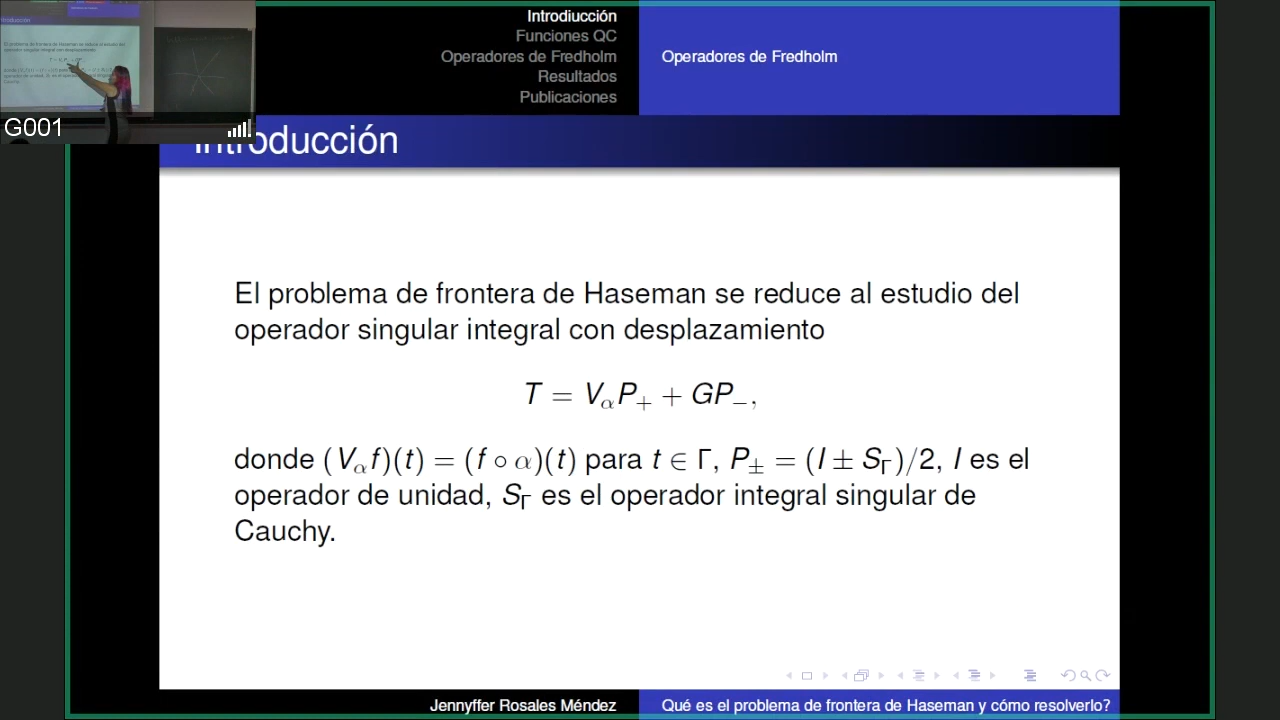 Introdiucción
Funciones QC
Operadores de Fredholm
Resultados
Publicaciones
Operadores de Fredholm
G001
Introducción
El problema de frontera de Haseman se reduce al estudio del
operador singular integral con desplazamiento
T = V_α P_+ + GP_−,
donde (V_α f)(t) = (f ∘ α)(t) para t ∈ Γ, P_± = (I ± S_Γ)/2, I es el
operador de unidad, S_Γ es el operador integral singular de
Cauchy.
Jennyffer Rosales Méndez
Qué es el problema de frontera de Haseman y cómo resolverlo?